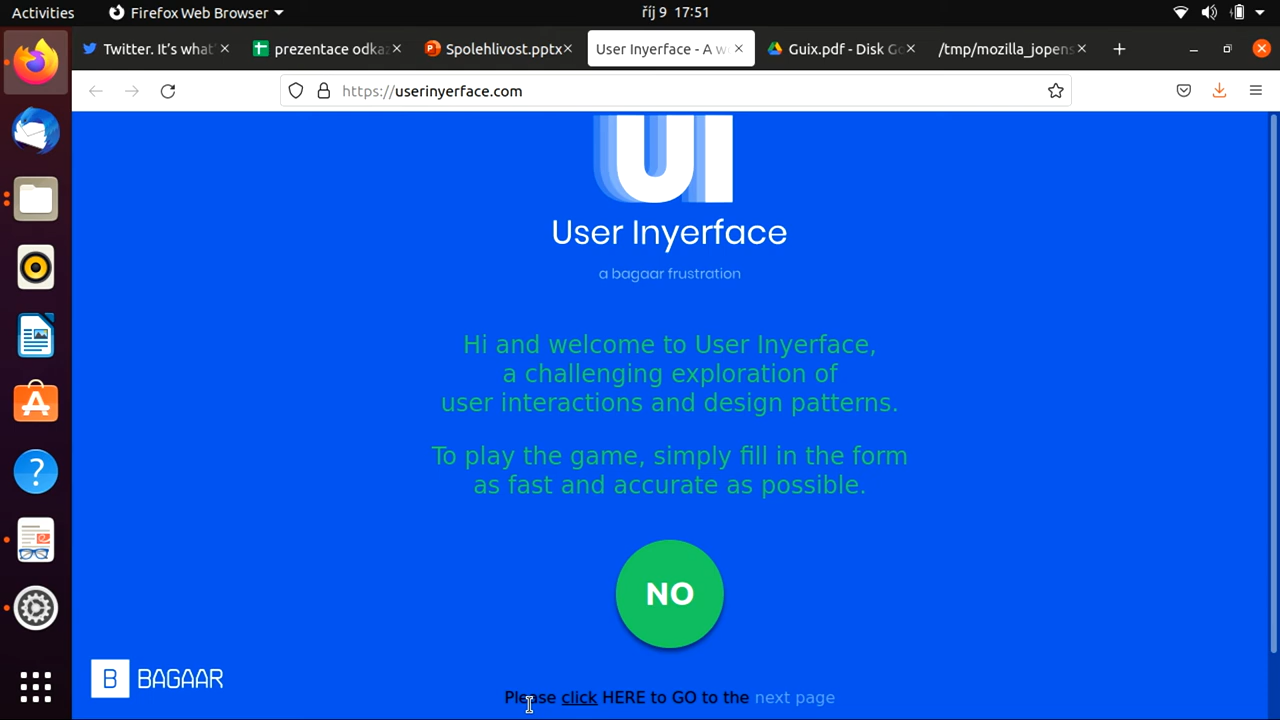 Activities Firefox Web Browser říj 9 17:51
Twitter. It's what prezentace odka Spolehlivost.pptx User Inyerface - A w Guix.pdf - Disk Go /tmp/mozilla_jopens
https://userinyerface.com
UI
User Inyerface
a bagaar frustration
Hi and welcome to User Inyerface,
a challenging exploration of
user interactions and design patterns.
To play the game, simply fill in the form
as fast and accurate as possible.
NO
B BAGAAR
Please click HERE to GO to the next page